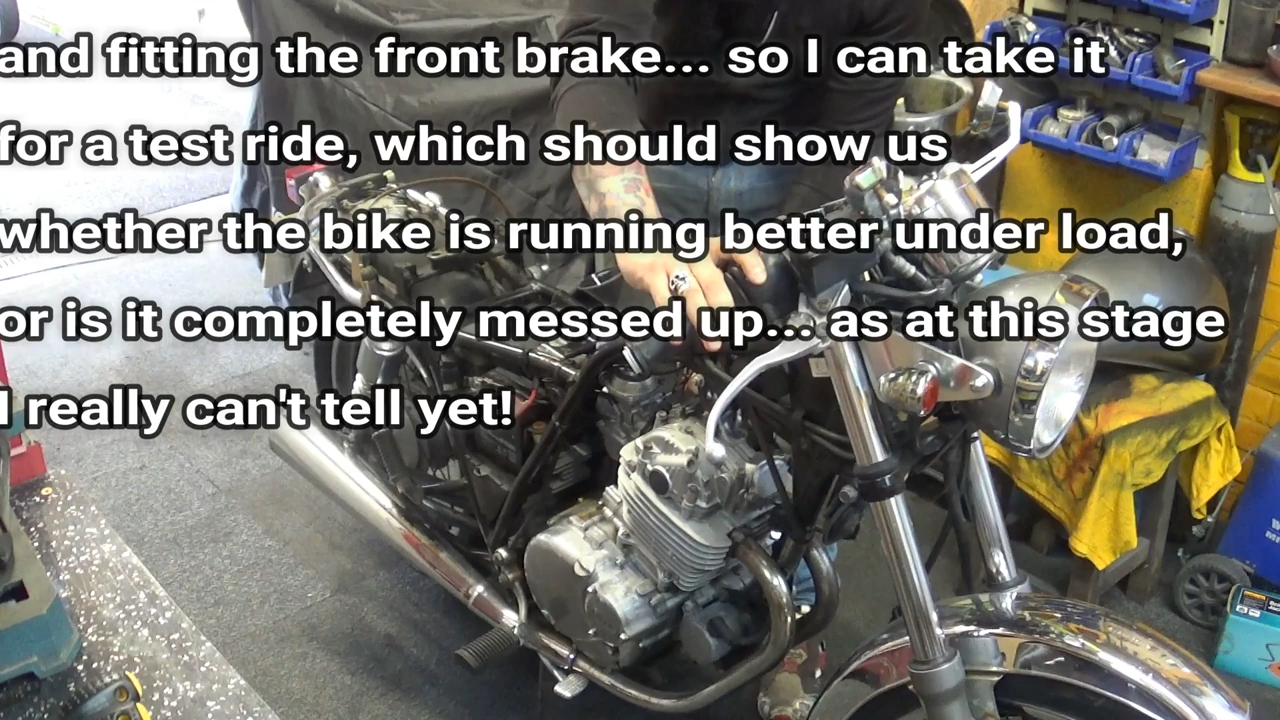 and fitting the front brake... so I can take it
for a test ride, which should show us
whether the bike is running better under load,
or is it completely messed up... as at this stage
I really can't tell yet!